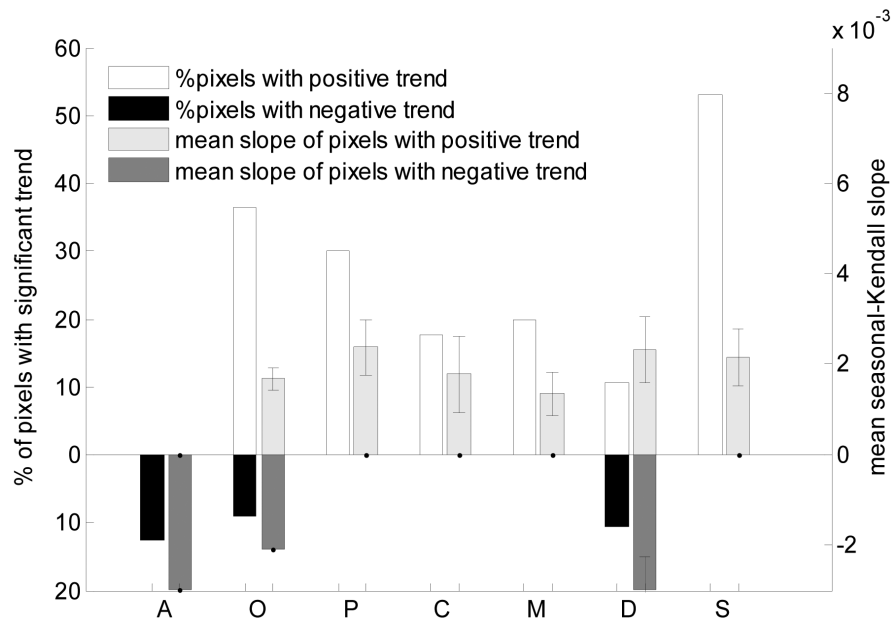 x 10⁻³
60
50
40
30
20
10
0
10
20
% of pixels with significant trend
%pixels with positive trend
%pixels with negative trend
mean slope of pixels with positive trend
mean slope of pixels with negative trend
8
6
4
2
0
-2
mean seasonal-Kendall slope
A O P C M D S